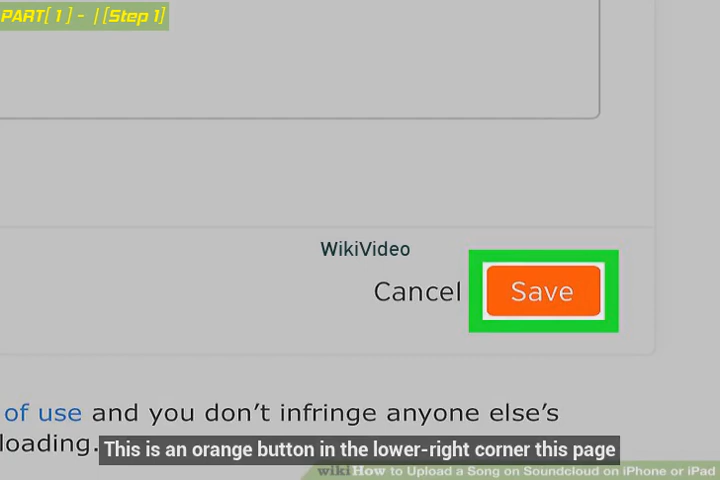 PART[ 1 ] - | [Step 1]
WikiVideo
Cancel
Save
of use and you don't infringe anyone else's
loading.
This is an orange button in the lower-right corner this page
wikiHow to Upload a Song on Soundcloud on iPhone or iPad